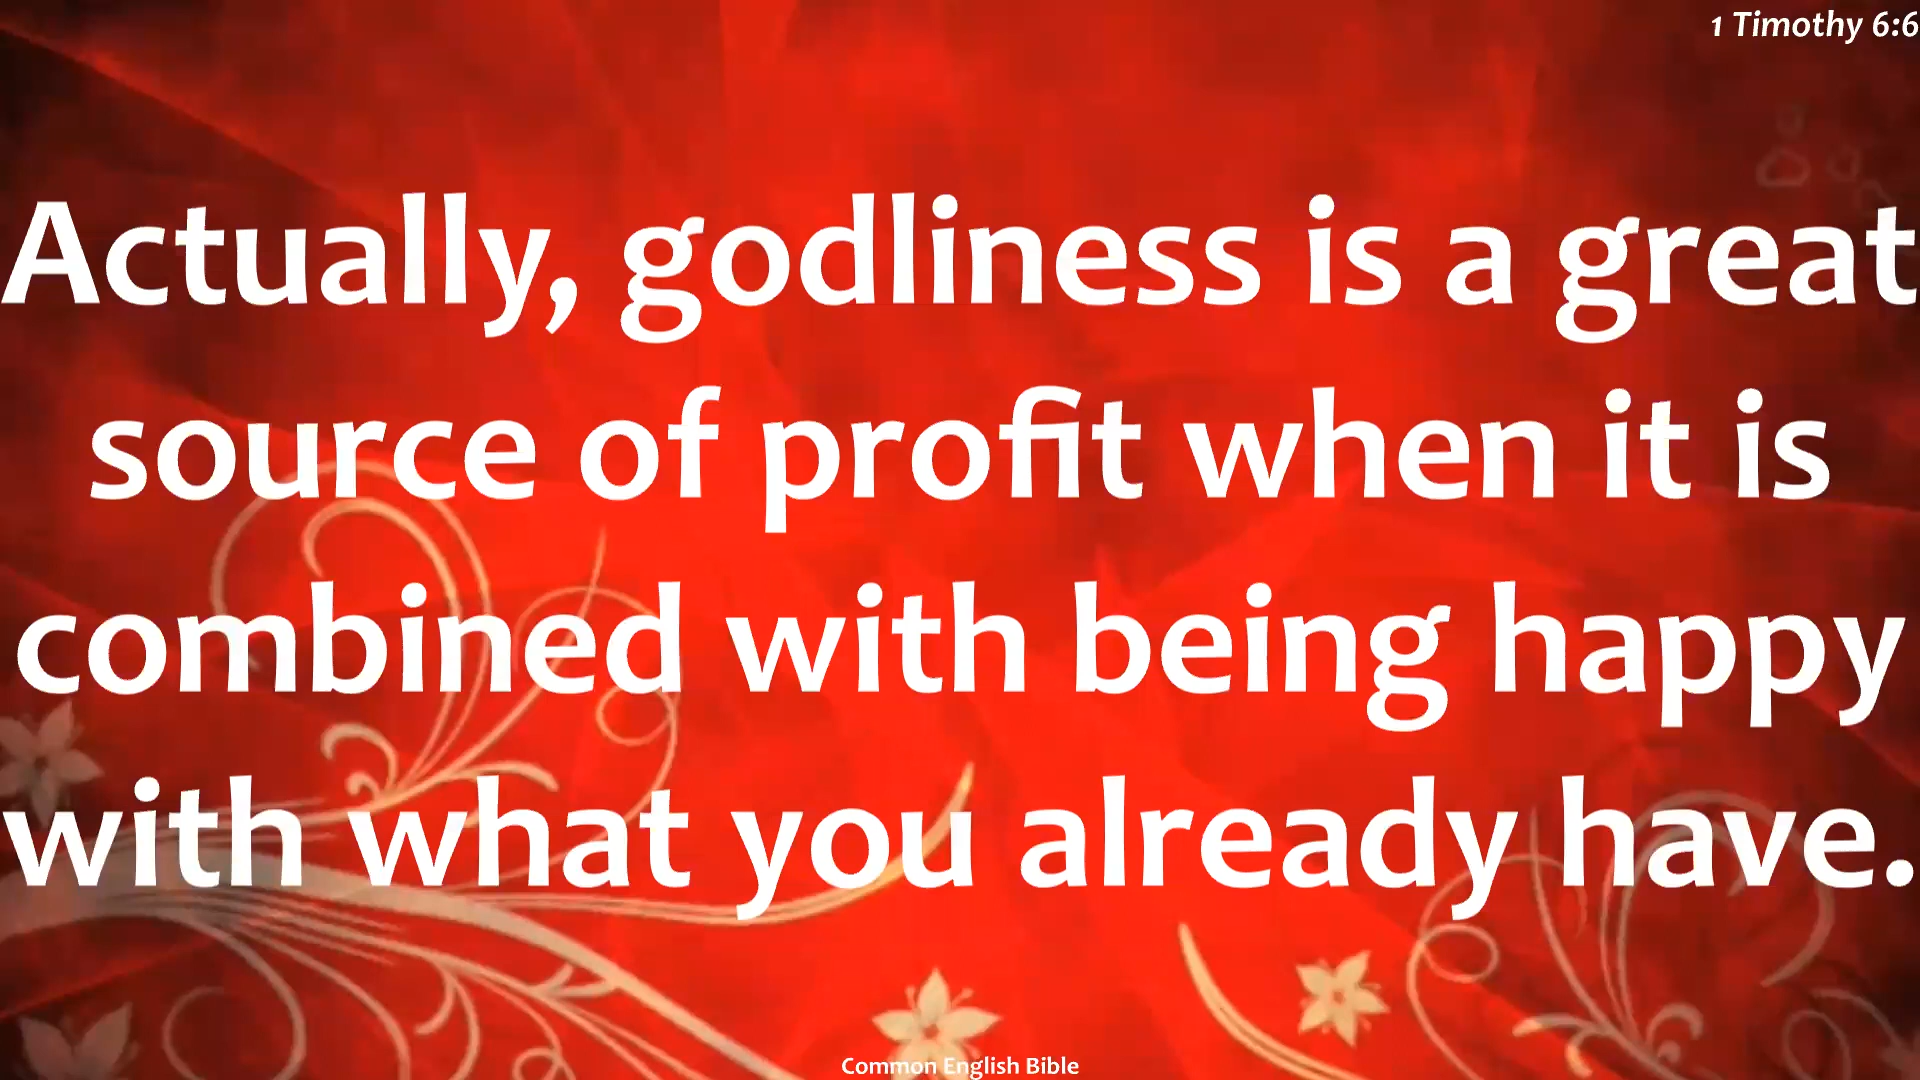 1 Timothy 6:6
Actually, godliness is a great
source of profit when it is
combined with being happy
with what you already have.
Common English Bible